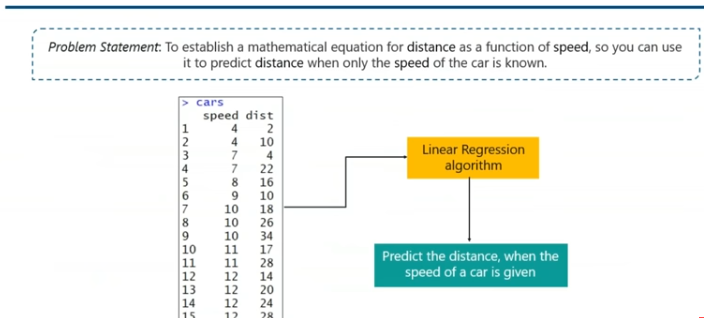 Problem Statement: To establish a mathematical equation for distance as a function of speed, so you can use
it to predict distance when only the speed of the car is known.
> cars
speed dist
1 4 2
2 4 10
3 7 4
4 7 22
5 8 16
6 9 10
7 10 18
8 10 26
9 10 34
10 11 17
11 11 28
12 12 14
13 12 20
14 12 24
15 12 28
Linear Regression
algorithm
Predict the distance, when the
speed of a car is given